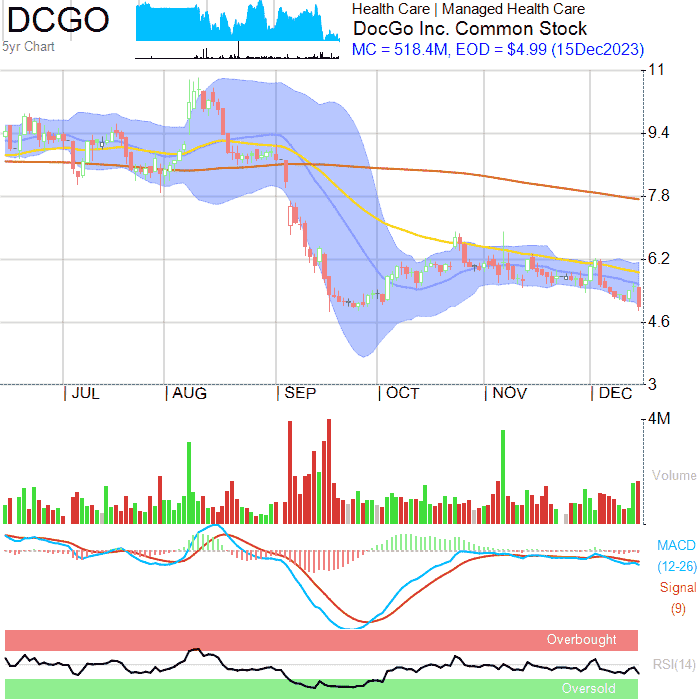 DCGO
5yr Chart
Health Care | Managed Health Care
DocGo Inc. Common Stock
MC = 518.4M, EOD = $4.99 (15Dec2023)
11
9.4
7.8
6.2
4.6
3
JUL
AUG
SEP
OCT
NOV
DEC
4M
Volume
MACD
(12-26)
Signal
(9)
Overbought
RSI(14)
Oversold